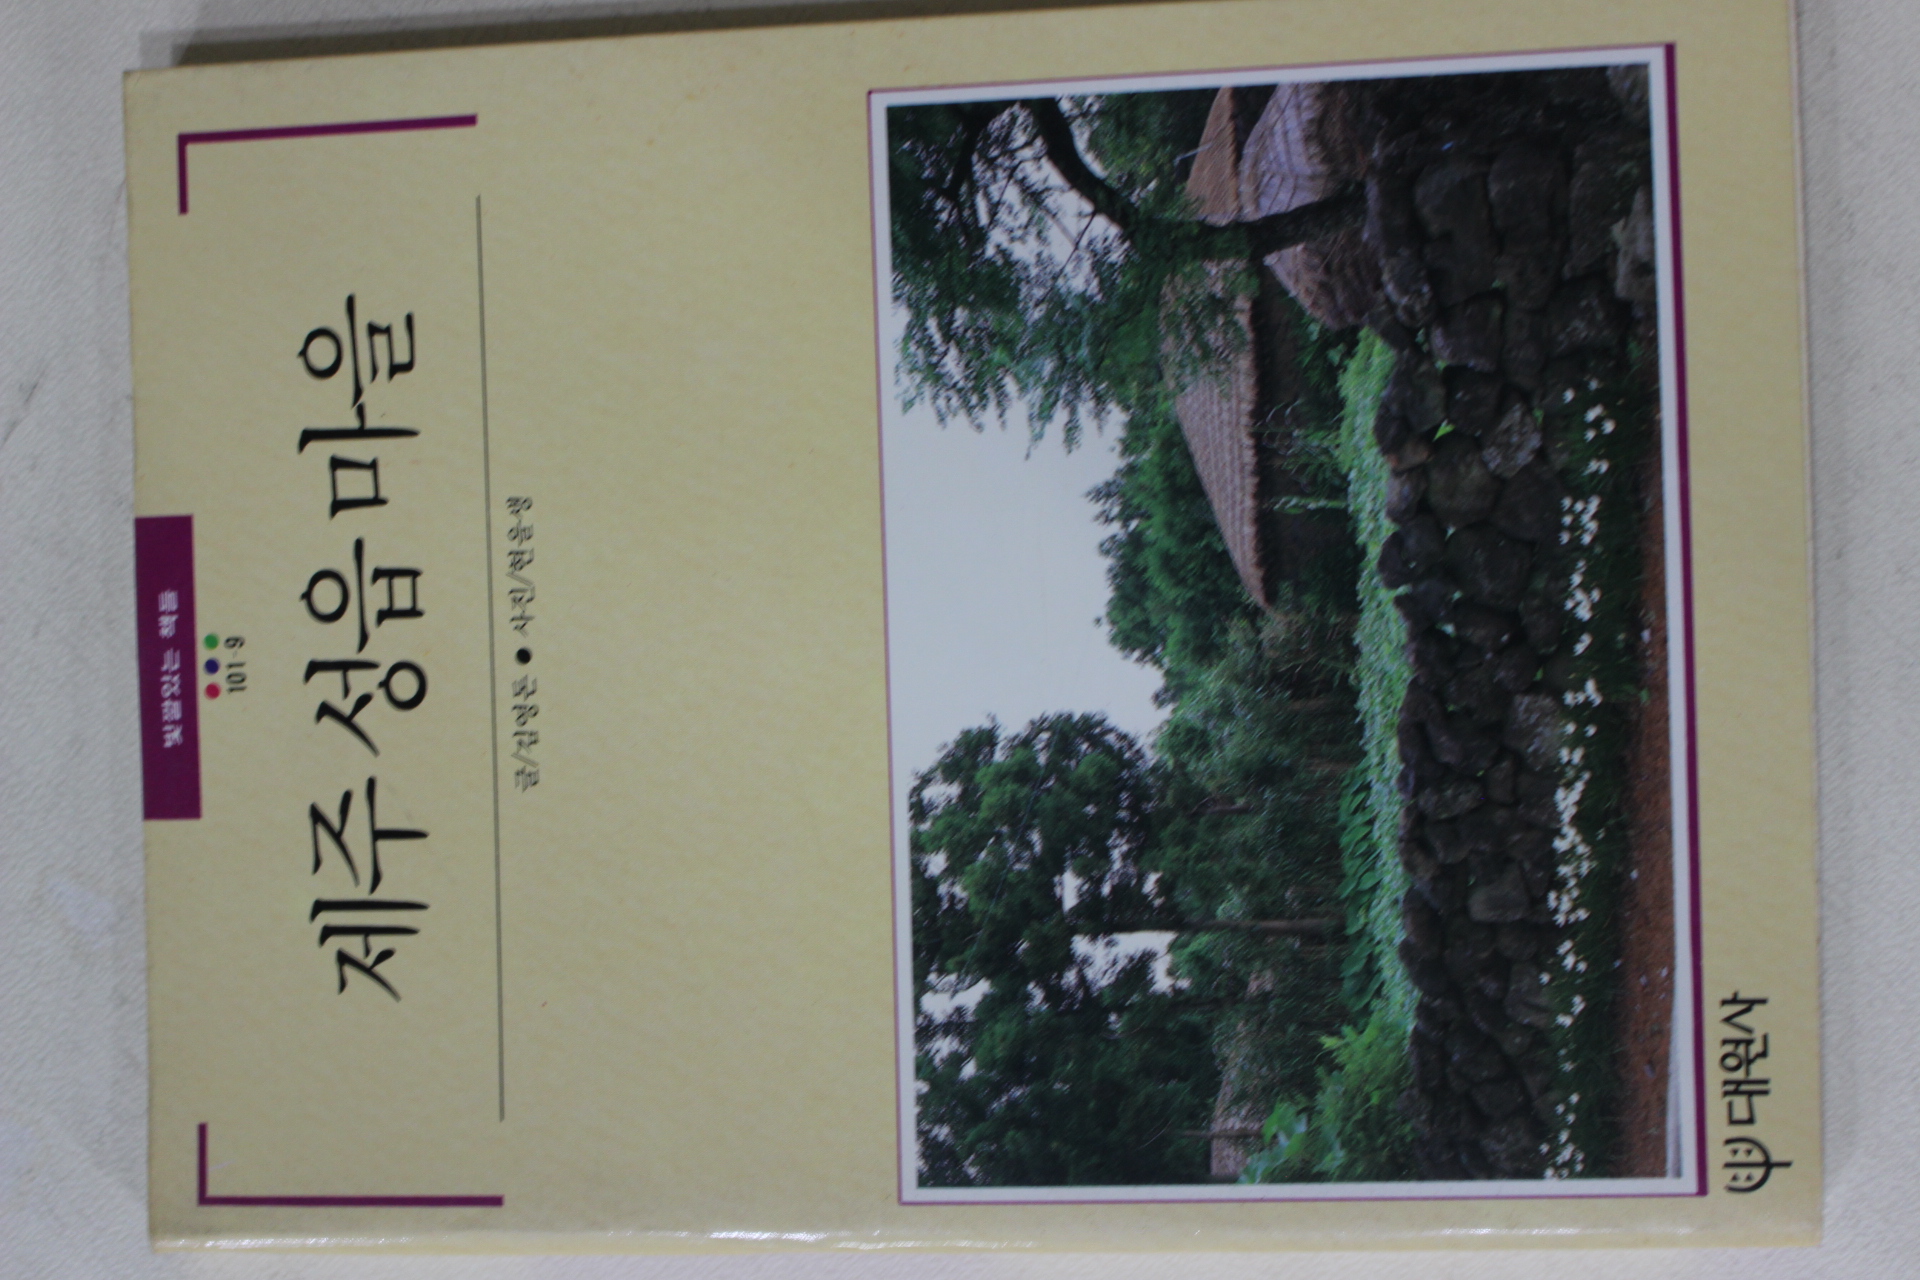 빛깔있는 책들
101-9
제주 성읍 마을
글/김영돈 ● 사진/현용생
대원사